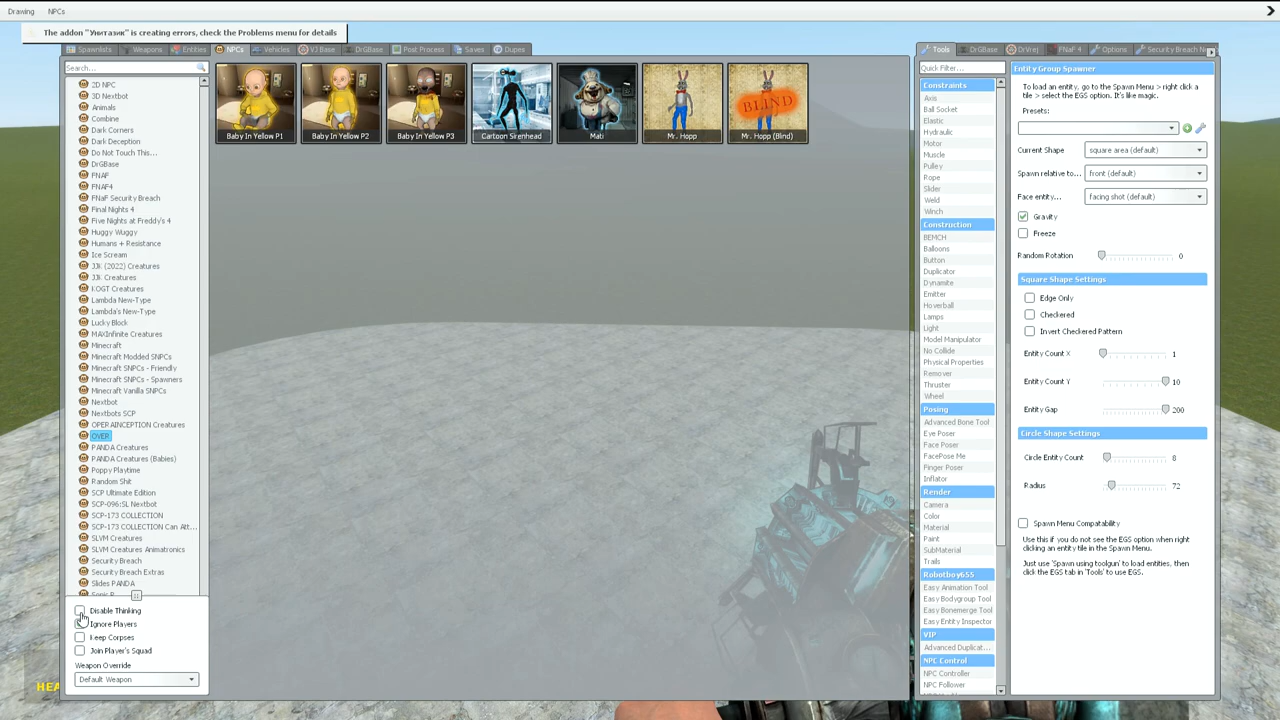 Drawing NPCs
The addon "Унитазик" is creating errors, check the Problems menu for details
Spawnlists Weapons Entities NPCs Vehicles VJ Base DrGBase Post Process Saves Dupes
Tools DrGBase DrVrej FNaF 4 Options Security Breach N
Search...
2D NPC
3D Nextbot
Animals
Combine
Dark Corners
Dark Deception
Do Not Touch This...
DrGBase
FNAF
FNAF4
FNaF Security Breach
Final Nights 4
Five Nights at Freddy's 4
Huggy Wuggy
Humans + Resistance
Ice Scream
JJK (2022) Creatures
JJK Creatures
KOGT Creatures
Lambda New-Type
Lambda's New-Type
Lucky Block
MAXInfinite Creatures
Minecraft
Minecraft Modded SNPCs
Minecraft SNPCs - Friendly
Minecraft SNPCs - Spawners
Minecraft Vanilla SNPCs
Nextbot
Nextbots SCP
OPERAINCEPTION Creatures
OVER
PANDA Creatures
PANDA Creatures (Babies)
Poppy Playtime
Random Shit
SCP Ultimate Edition
SCP-096:SL Nextbot
SCP-173 COLLECTION
SCP-173 COLLECTION Can Att...
SLVM Creatures
SLVM Creatures Animatronics
Security Breach
Security Breach Extras
Slides PANDA
Disable Thinking
Ignore Players
Keep Corpses
Join Player's Squad
Weapon Override
Default Weapon
HEA
Baby In Yellow P1
Baby In Yellow P2
Baby In Yellow P3
Cartoon Sirenhead
Mati
Mr. Hopp
BLIND
Mr. Hopp (Blind)
Quick Filter...
Constraints
Axis
Ball Socket
Elastic
Hydraulic
Motor
Muscle
Pulley
Rope
Slider
Weld
Winch
Construction
BEMCH
Balloons
Button
Duplicator
Dynamite
Emitter
Hoverball
Lamps
Light
Model Manipulator
No Collide
Physical Properties
Remover
Thruster
Wheel
Posing
Advanced Bone Tool
Eye Poser
Face Poser
FacePose Me
Finger Poser
Inflator
Render
Camera
Color
Material
Paint
SubMaterial
Trails
Robotboy655
Easy Animation Tool
Easy Bodygroup Tool
Easy Bonemerge Tool
Easy Entity Inspector
VIP
Advanced Duplicat...
NPC Control
NPC Controller
NPC Follower
Entity Group Spawner
To load an entity, go to the Spawn Menu > right click a
tile > select the EGS option. It's like magic.
Presets:
Current Shape square area (default)
Spawn relative to... front (default)
Face entity... facing shot (default)
Gravity
Freeze
Random Rotation 0
Square Shape Settings
Edge Only
Checkered
Invert Checkered Pattern
Entity Count X 1
Entity Count Y 10
Entity Gap 200
Circle Shape Settings
Circle Entity Count 8
Radius 72
Spawn Menu Compatability
Use this if you do not see the EGS option when right
clicking an entity tile in the Spawn Menu.
Just use 'Spawn using toolgun' to load entities, then
click the EGS tab in 'Tools' to use EGS.